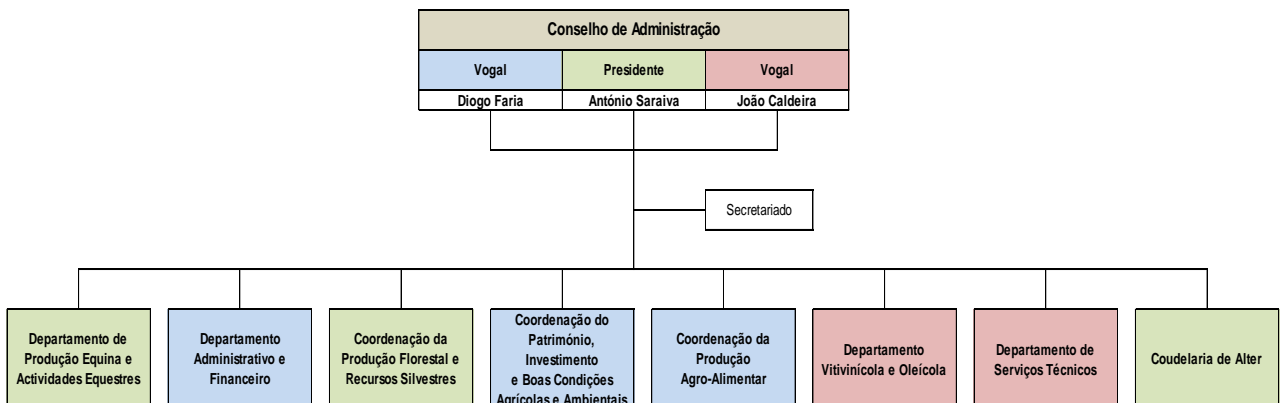 Conselho de Administração
Vogal
Presidente
Vogal
Diogo Faria
António Saraiva
João Caldeira
Secretariado
Departamento de
Produção Equina e
Actividades Equestres
Departamento
Administrativo e
Financeiro
Coordenação da
Produção Florestal e
Recursos Silvestres
Coordenação do
Património,
Investimento
e Boas Condições
Agrícolas e Ambientais
Coordenação da
Produção
Agro-Alimentar
Departamento
Vitivinícola e Oleícola
Departamento de
Serviços Técnicos
Coudelaria de Alter